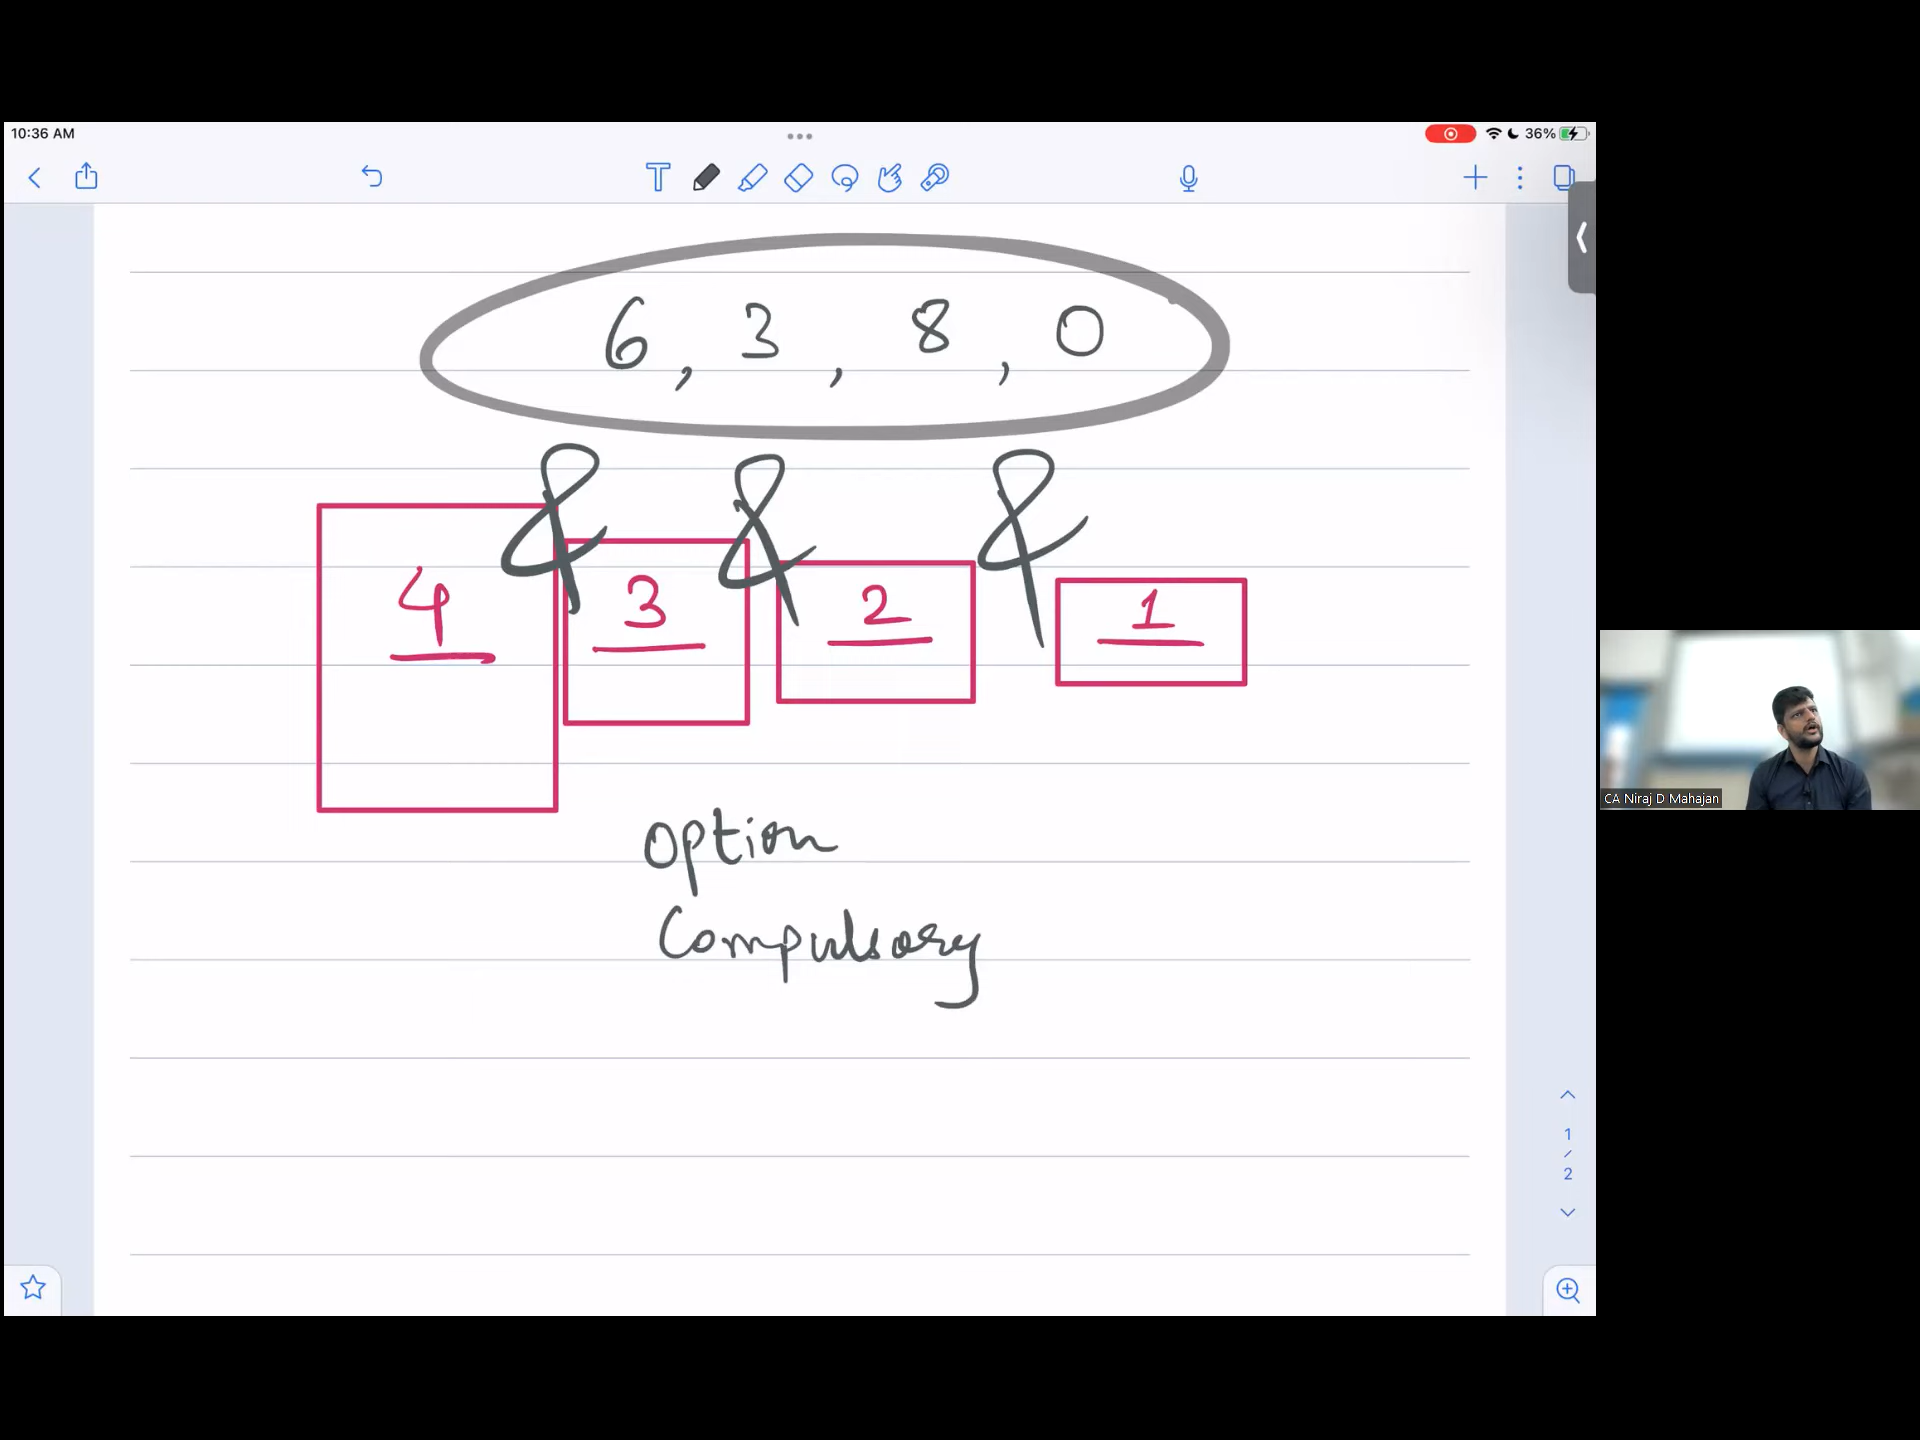 10:36 AM
36%
6, 3, 8, 0
& & &
4 3 2 1
option
Compulsory
CA Niraj D Mahajan
1
/
2